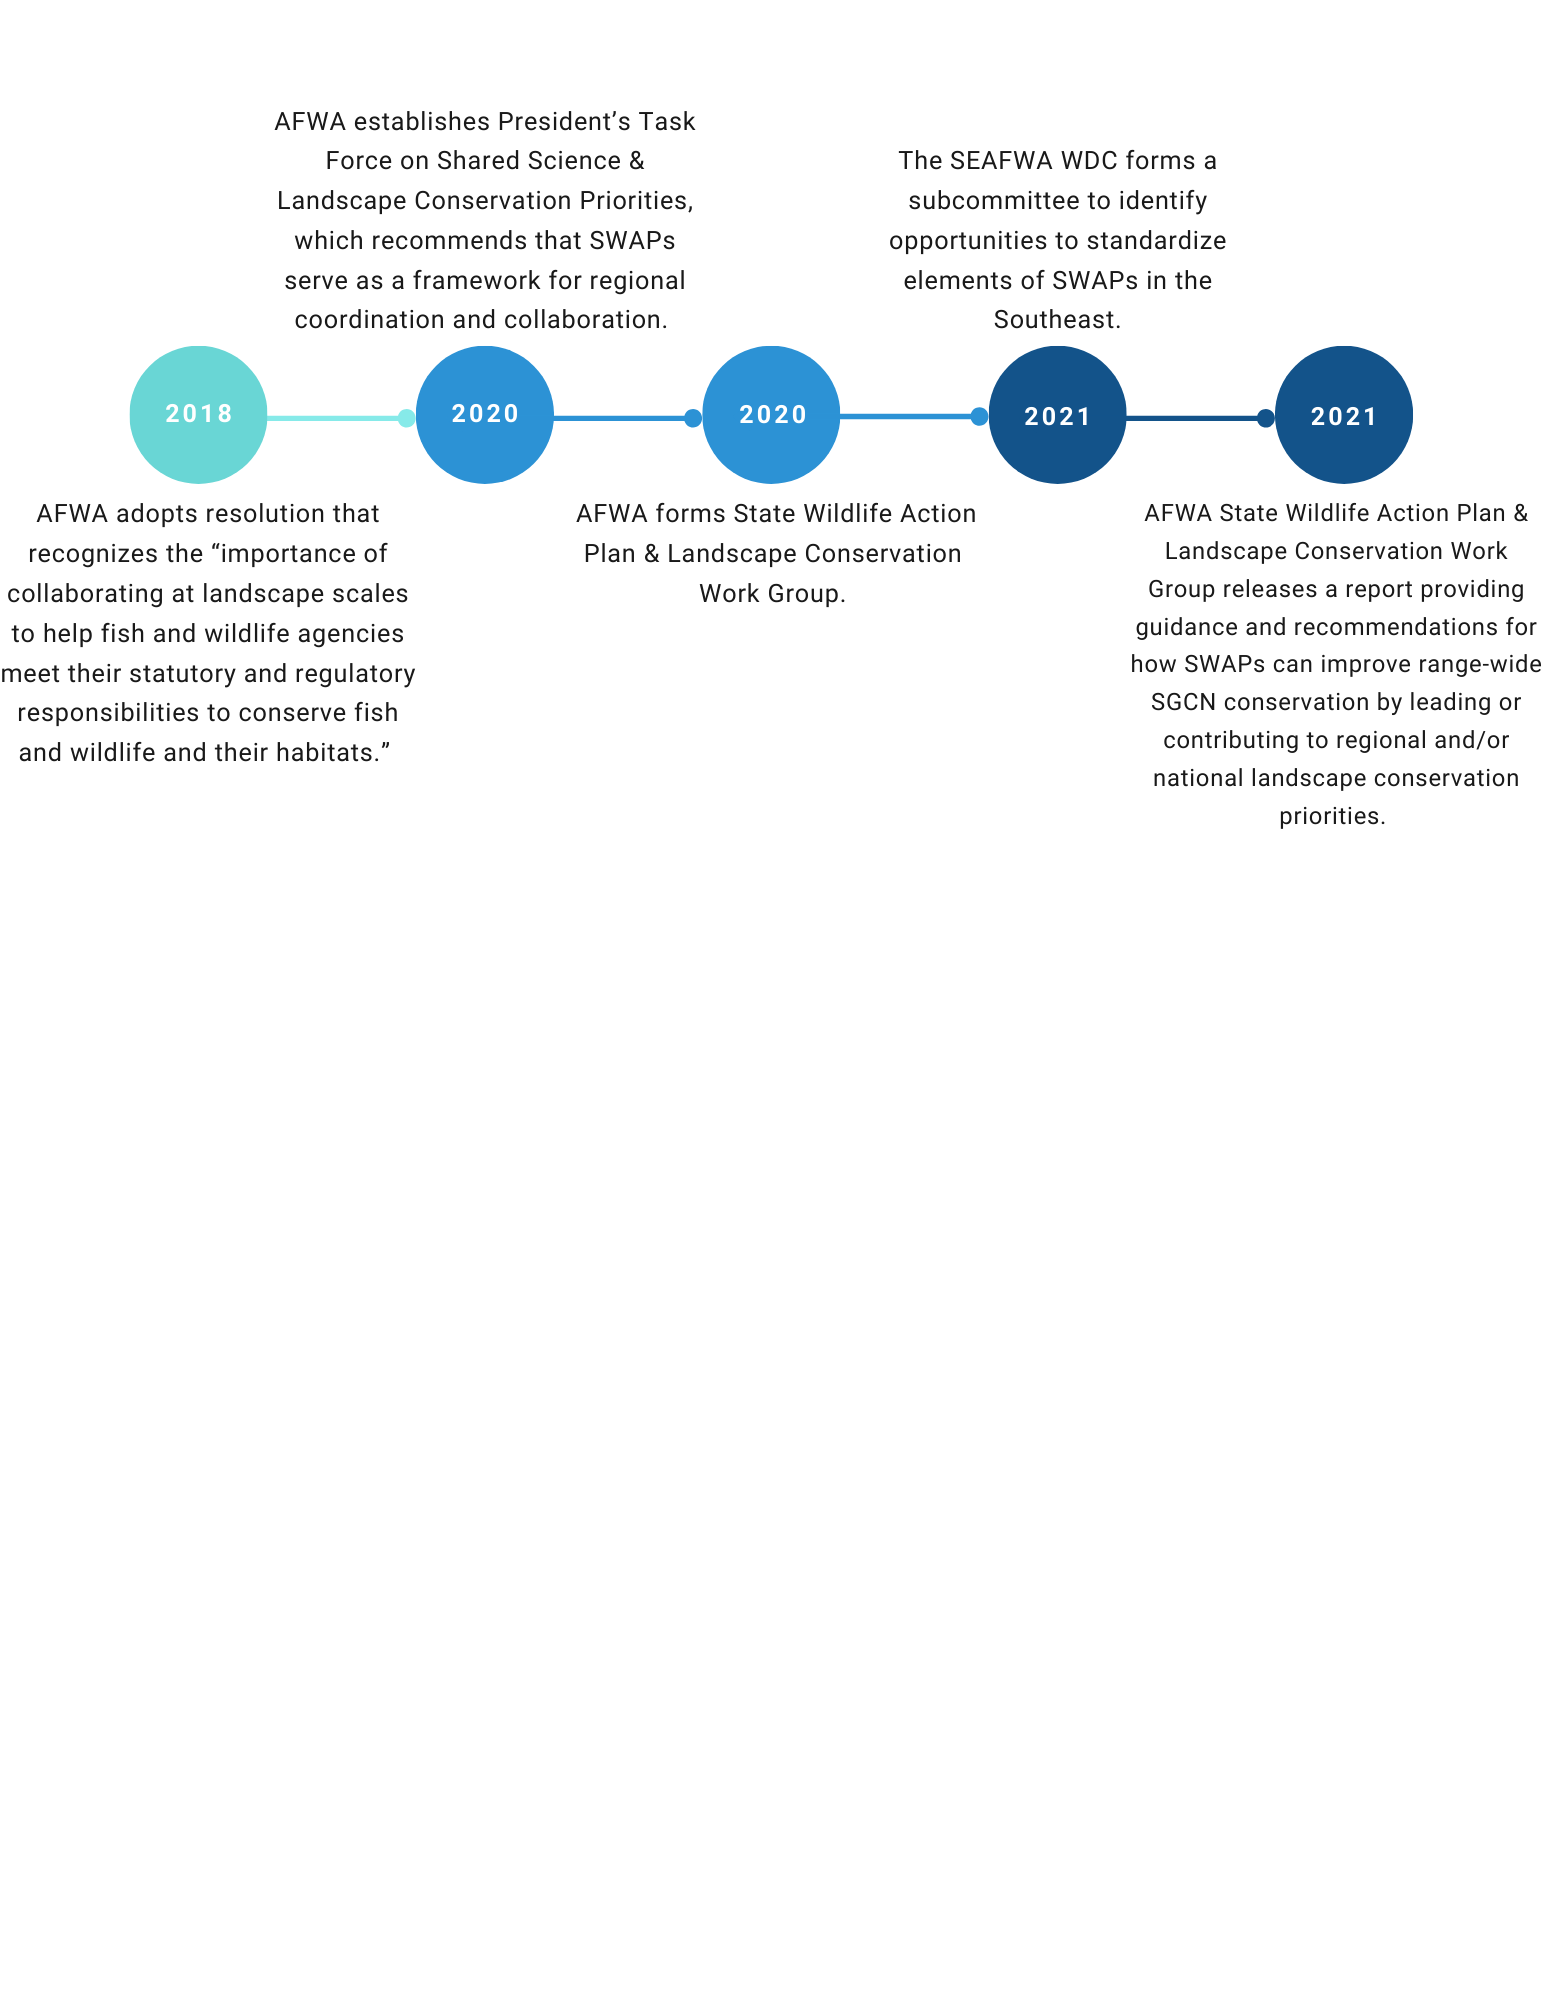 AFWA establishes President’s Task
Force on Shared Science &
Landscape Conservation Priorities,
which recommends that SWAPs
serve as a framework for regional
coordination and collaboration.
The SEAFWA WDC forms a
subcommittee to identify
opportunities to standardize
elements of SWAPs in the
Southeast.
2018
2020
2020
2021
2021
AFWA adopts resolution that
recognizes the “importance of
collaborating at landscape scales
to help fish and wildlife agencies
meet their statutory and regulatory
responsibilities to conserve fish
and wildlife and their habitats.”
AFWA forms State Wildlife Action
Plan & Landscape Conservation
Work Group.
AFWA State Wildlife Action Plan &
Landscape Conservation Work
Group releases a report providing
guidance and recommendations for
how SWAPs can improve range-wide
SGCN conservation by leading or
contributing to regional and/or
national landscape conservation
priorities.